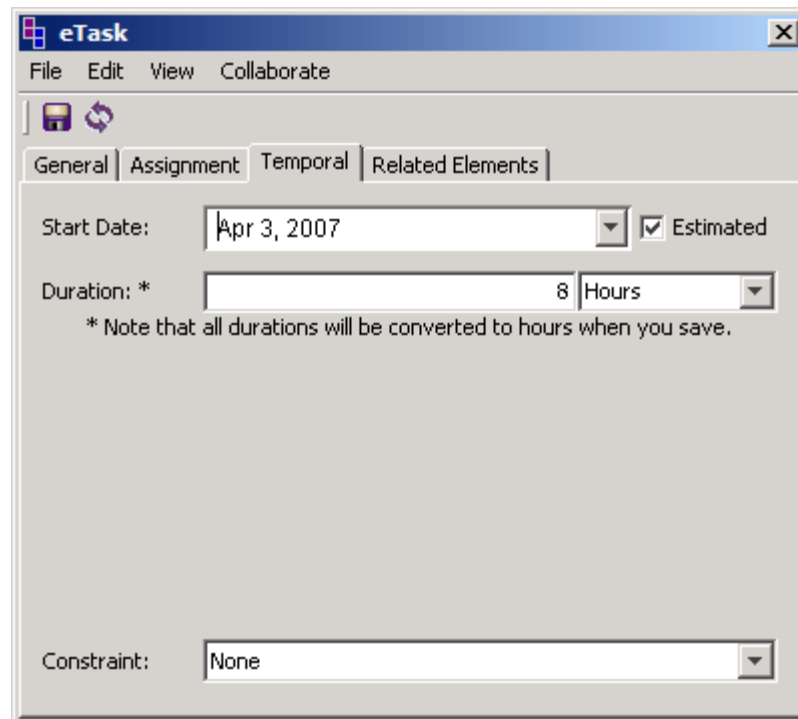 eTask
File Edit View Collaborate
General Assignment Temporal Related Elements
Start Date: Apr 3, 2007 Estimated
Duration: * 8 Hours
* Note that all durations will be converted to hours when you save.
Constraint: None